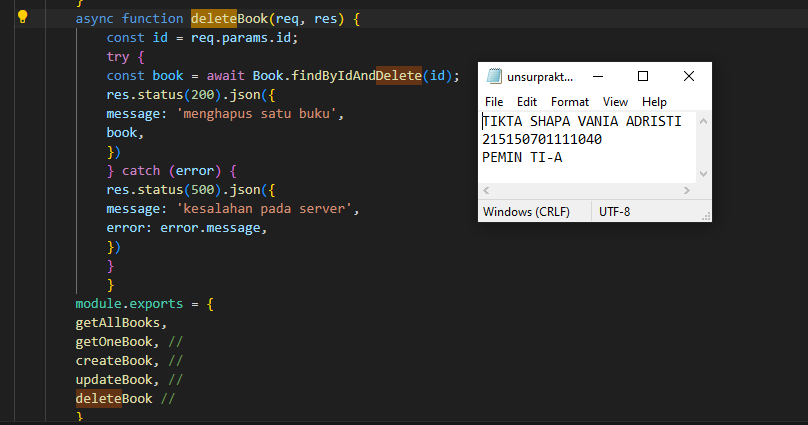 }
async function deleteBook(req, res) {
const id = req.params.id;
try {
const book = await Book.findByIdAndDelete(id);
res.status(200).json({
message: 'menghapus satu buku',
book,
})
} catch (error) {
res.status(500).json({
message: 'kesalahan pada server',
error: error.message,
})
}
}
module.exports = {
getAllBooks,
getOneBook, //
createBook, //
updateBook, //
deleteBook //
}
unsurprakt...
File Edit Format View Help
TIKTA SHAPA VANIA ADRISTI
215150701111040
PEMIN TI-A
Windows (CRLF) UTF-8